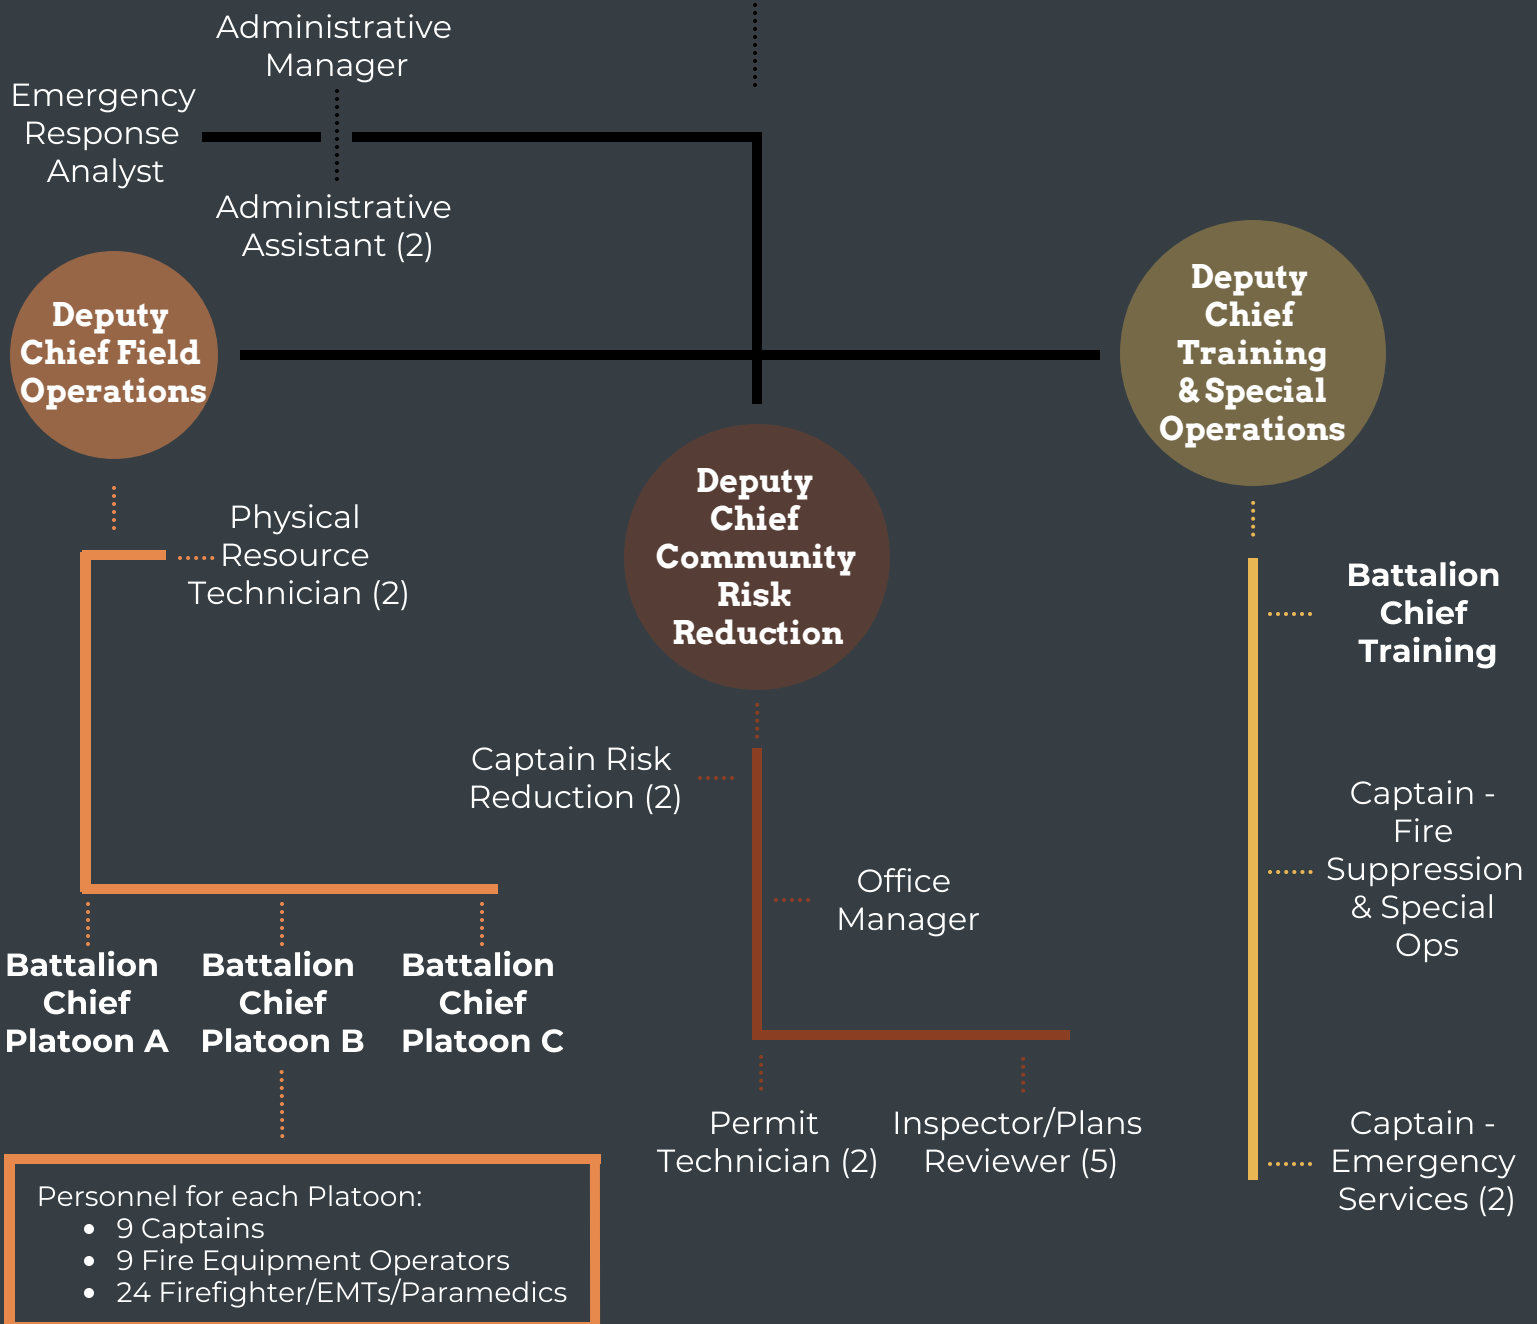 Administrative
Manager
Emergency
Response
Analyst
Administrative
Assistant (2)
Deputy
Chief Field
Operations
Deputy
Chief
Training
& Special
Operations
Deputy
Chief
Community
Risk
Reduction
Physical
Resource
Technician (2)
Battalion
Chief
Training
Captain Risk
Reduction (2)
Captain -
Fire
Suppression
& Special
Ops
Office
Manager
Battalion
Chief
Platoon A
Battalion
Chief
Platoon B
Battalion
Chief
Platoon C
Permit
Technician (2)
Inspector/Plans
Reviewer (5)
Captain -
Emergency
Services (2)
Personnel for each Platoon:
• 9 Captains
• 9 Fire Equipment Operators
• 24 Firefighter/EMTs/Paramedics